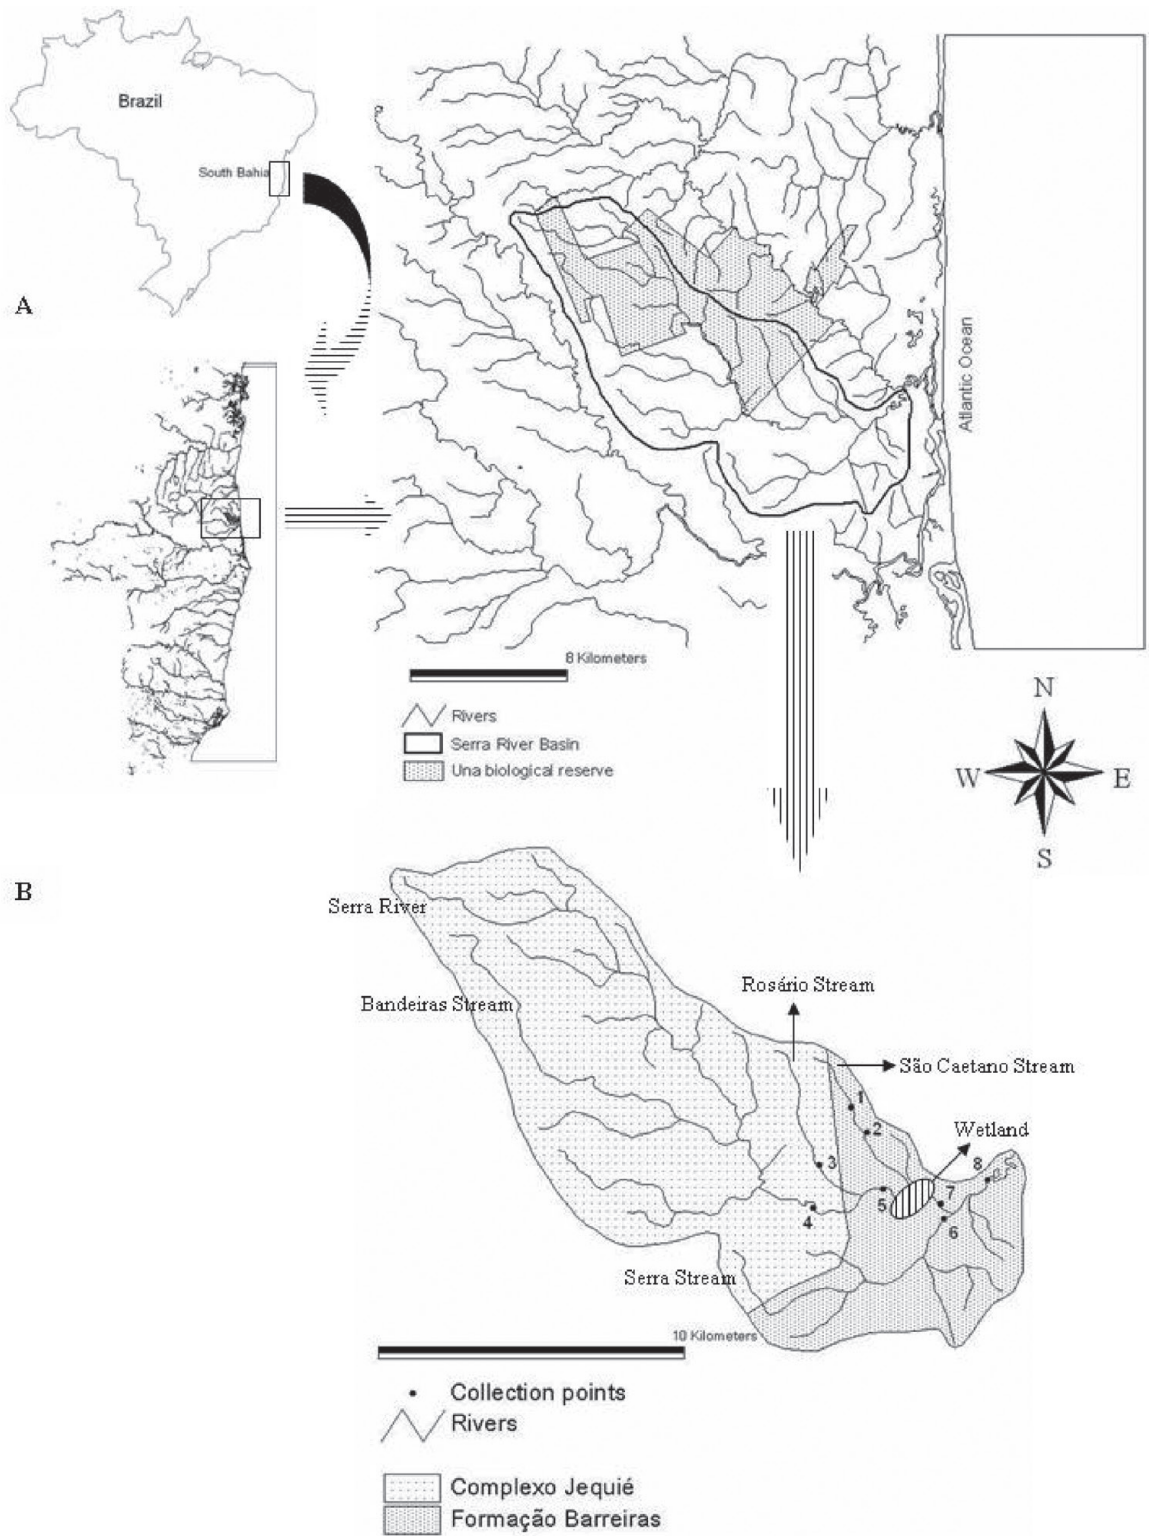 Brazil
South Bahia
A
Atlantic Ocean
8 Kilometers
Rivers
Serra River Basin
Una biological reserve
N
W
E
S
B
Serra River
Bandeiras Stream
Rosário Stream
São Caetano Stream
1
2
Wetland
3
8
5
7
4
6
Serra Stream
10 Kilometers
Collection points
Rivers
Complexo Jequié
Formação Barreiras